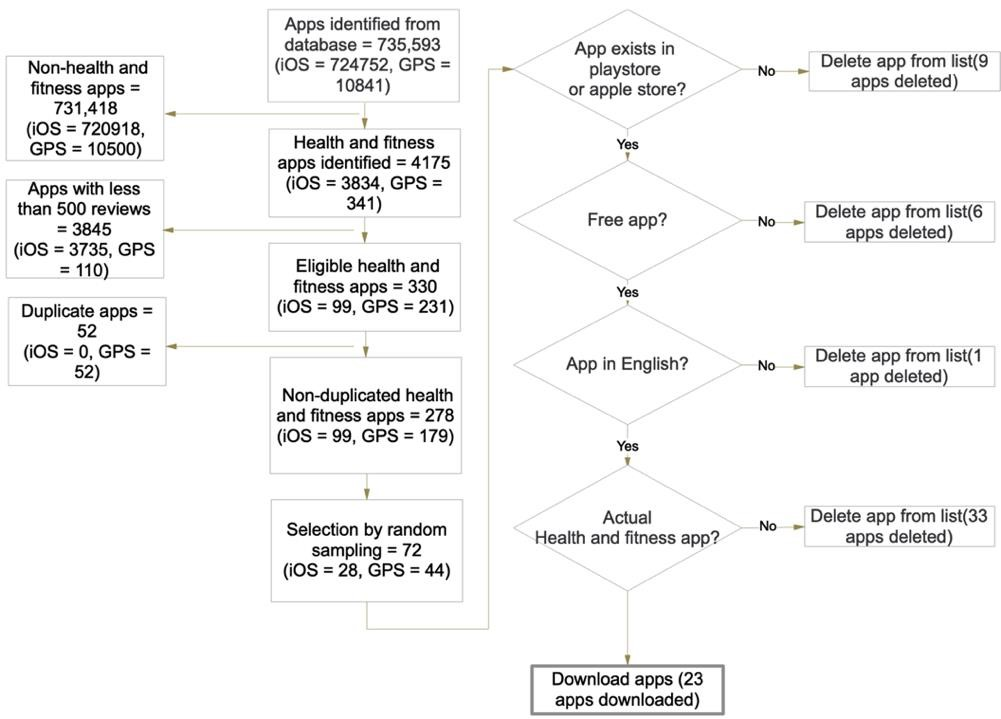 Apps identified from
database = 735,593
(iOS = 724752, GPS =
10841)
Non-health and
fitness apps =
731,418
(iOS = 720918,
GPS = 10500)
Health and fitness
apps identified = 4175
(iOS = 3834, GPS =
341)
Apps with less
than 500 reviews
= 3845
(iOS = 3735, GPS
= 110)
Eligible health and
fitness apps = 330
(iOS = 99, GPS = 231)
Duplicate apps =
52
(iOS = 0, GPS =
52)
Non-duplicated health
and fitness apps = 278
(iOS = 99, GPS = 179)
Selection by random
sampling = 72
(iOS = 28, GPS = 44)
App exists in
playstore
or apple store?
No
Delete app from list(9
apps deleted)
Yes
Free app?
No
Delete app from list(6
apps deleted)
Yes
App in English?
No
Delete app from list(1
app deleted)
Yes
Actual
Health and fitness app?
No
Delete app from list(33
apps deleted)
Download apps (23
apps downloaded)